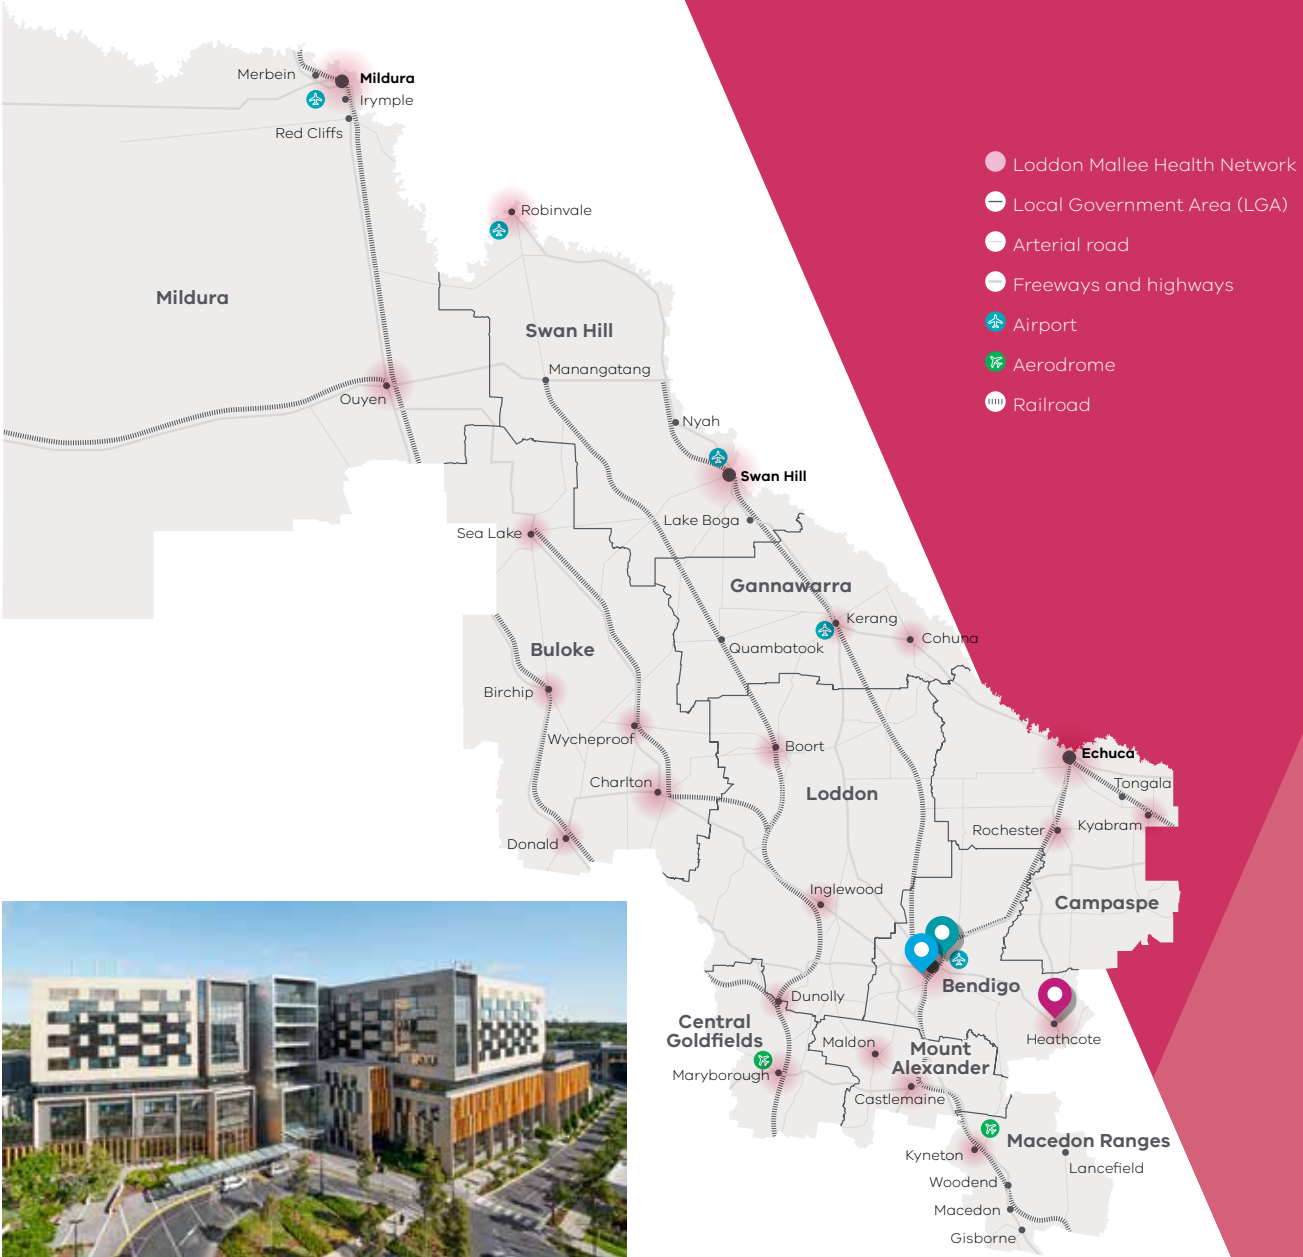 Merbein
Mildura
Irymple
Red Cliffs
Robinvale
Mildura
Swan Hill
Manangatang
Ouyen
Nyah
Swan Hill
Lake Boga
Sea Lake
Gannawarra
Kerang
Cohuna
Quambatook
Buloke
Birchip
Wycheproof
Boort
Echuca
Charlton
Tongala
Loddon
Rochester
Kyabram
Donald
Inglewood
Campaspe
Bendigo
Dunolly
Central
Goldfields
Heathcote
Maldon
Mount
Alexander
Maryborough
Castlemaine
Macedon Ranges
Kyneton
Lancefield
Woodend
Macedon
Gisborne
Loddon Mallee Health Network
Local Government Area (LGA)
Arterial road
Freeways and highways
Airport
Aerodrome
Railroad